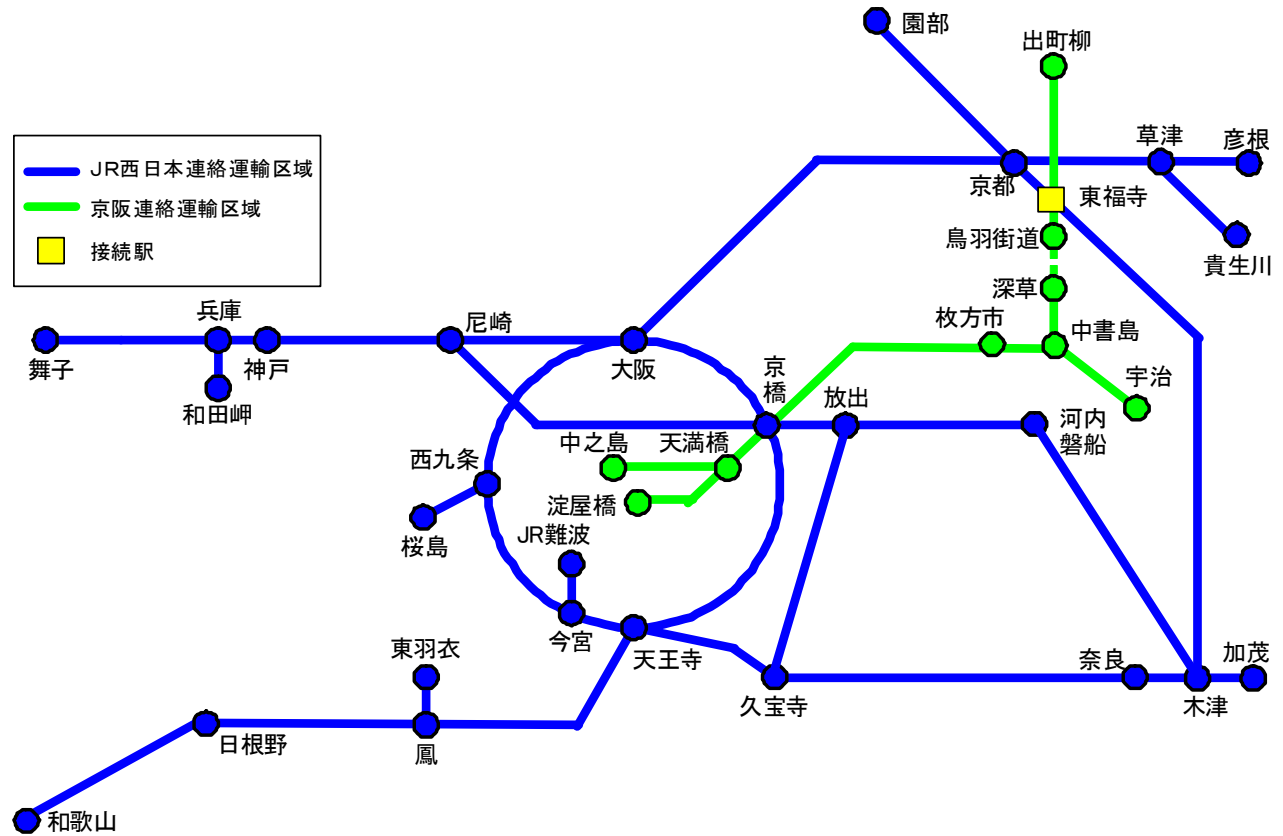 園部
出町柳
草津
彦根
JR西日本連絡運輸区域
京都
東福寺
京阪連絡運輸区域
鳥羽街道
接続駅
貴生川
深草
兵庫
尼崎
枚方市
中書島
舞子
神戸
大阪
京
橋
放出
宇治
和田岬
河内
磐船
西九条
中之島
天満橋
淀屋橋
JR難波
桜島
今宮
天王寺
東羽衣
奈良
加茂
久宝寺
木津
日根野
鳳
和歌山